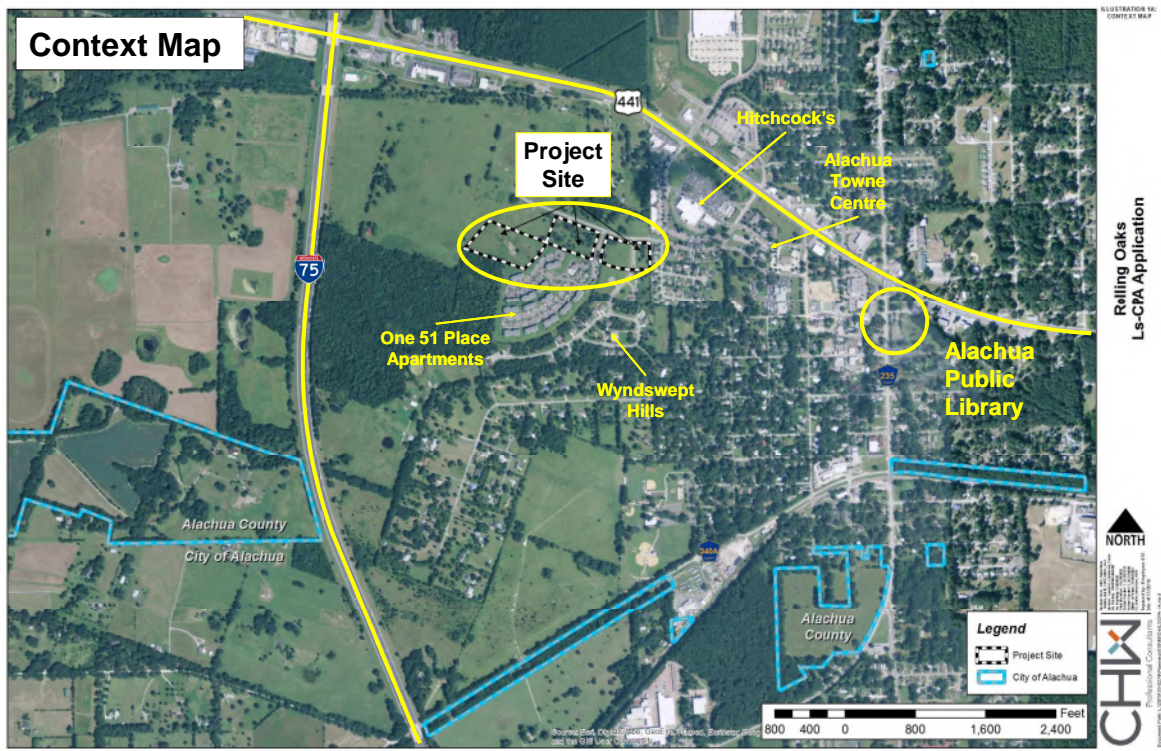 Context Map
ILLUSTRATION 1A:
CONTEXT MAP
441
Hitchcock's
Project
Site
Alachua
Towne
Centre
INTERSTATE
75
One 51 Place
Apartments
Wyndswept
Hills
235
Alachua
Public
Library
Alachua County
City of Alachua
340A
Alachua
County
Rolling Oaks
Ls-CPA Application
NORTH
Legend
Project Site
City of Alachua
Feet
800 400 0 800 1,600 2,400
CHW
Professional Consultants